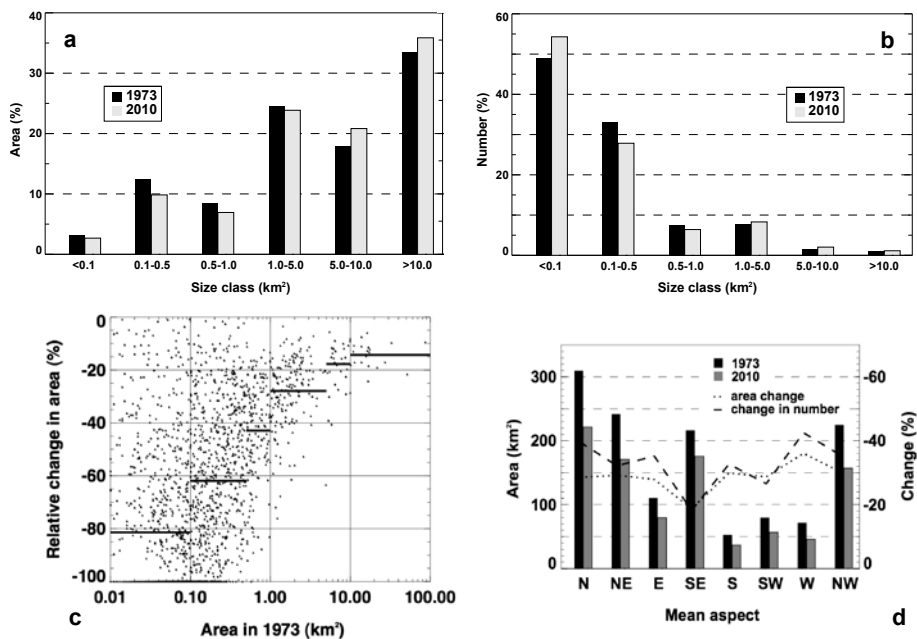 a
40
30
20
10
0
Area (%)
1973
2010
<0.1 0.1-0.5 0.5-1.0 1.0-5.0 5.0-10.0 >10.0
Size class (km²)
b
60
50
40
30
20
10
0
Number (%)
1973
2010
<0.1 0.1-0.5 0.5-1.0 1.0-5.0 5.0-10.0 >10.0
Size class (km²)
0
-20
-40
-60
-80
-100
Relative change in area (%)
0.01 0.10 1.00 10.00 100.00
c
Area in 1973 (km²)
1973
2010
area change
change in number
300
200
100
0
Area (km²)
-60
-40
-20
0
Change (%)
N NE E SE S SW W NW
Mean aspect
d